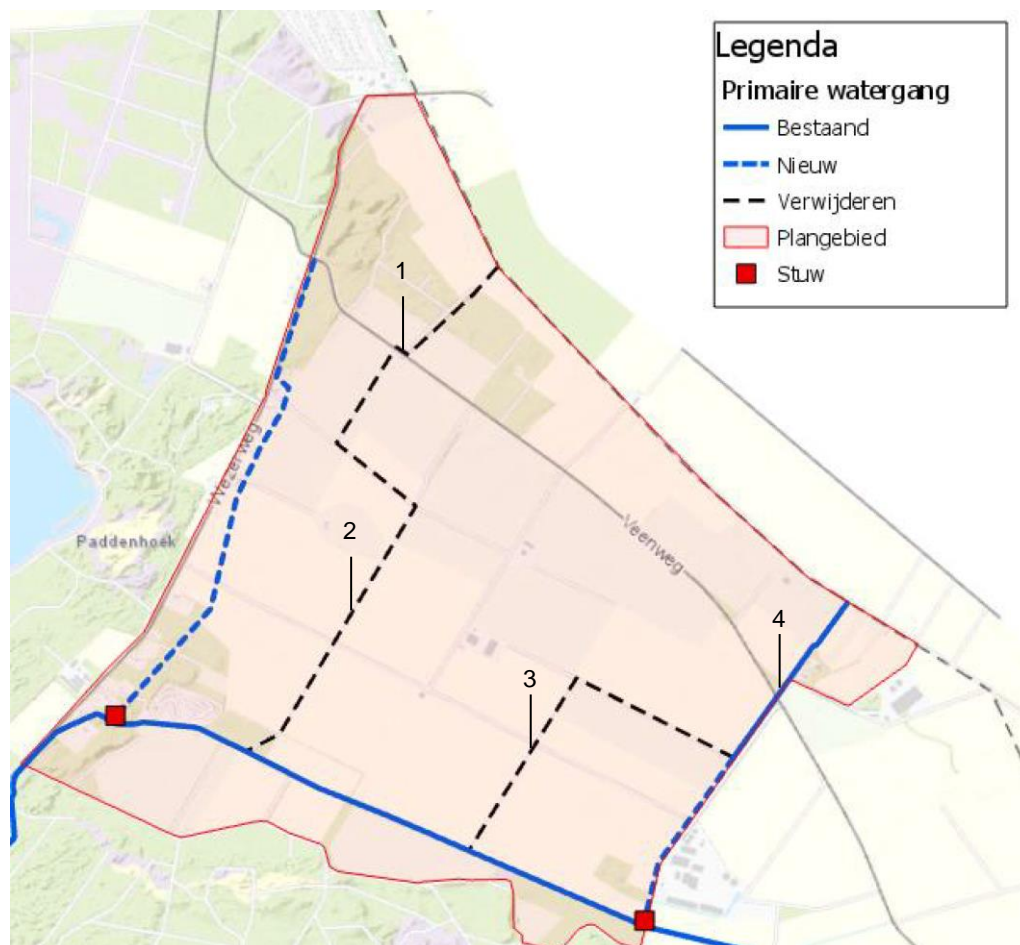 Legenda
Primaire watergang
Bestaand
Nieuw
Verwijderen
Plangebied
Stuw
1
Wezerweg
2
Veenweg
Paddenhoek
4
3